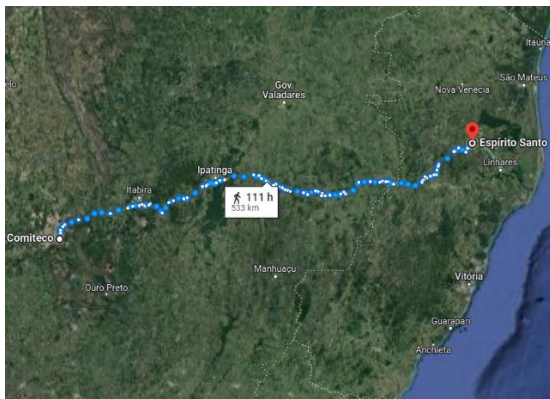 elo
Itaúna
São Mateus
Nova Venécia
Gov.
Valadares
Espírito Santo
Linhares
Ipatinga
Itabira
111 h
533 km
Comiteco
Manhuaçu
Vitória
Ouro Preto
Guarapari
Anchieta